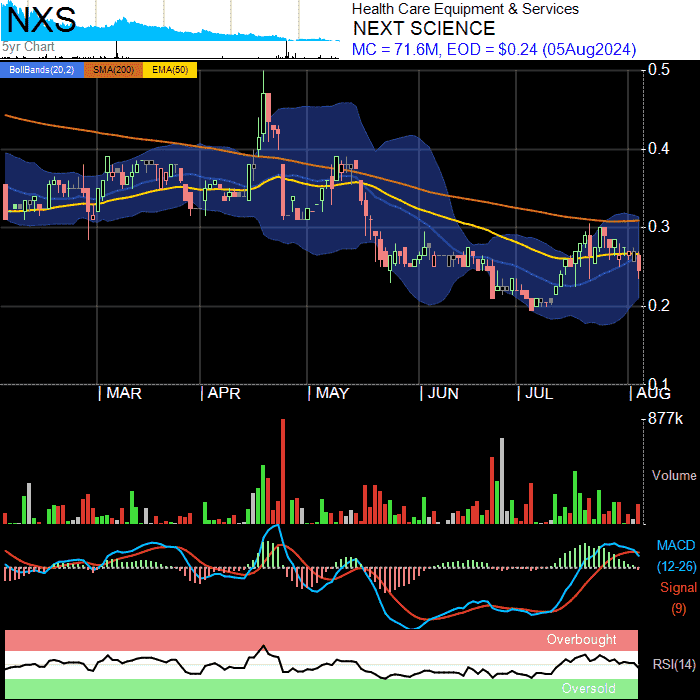 NXS
5yr Chart
Health Care Equipment & Services
NEXT SCIENCE
MC = 71.6M, EOD = $0.24 (05Aug2024)
BollBands(20,2) SMA(200) EMA(50)
0.5
0.4
0.3
0.2
0.1
| MAR | APR | MAY | JUN | JUL | AUG
877k
Volume
MACD
(12-26)
Signal
(9)
Overbought
RSI(14)
Oversold